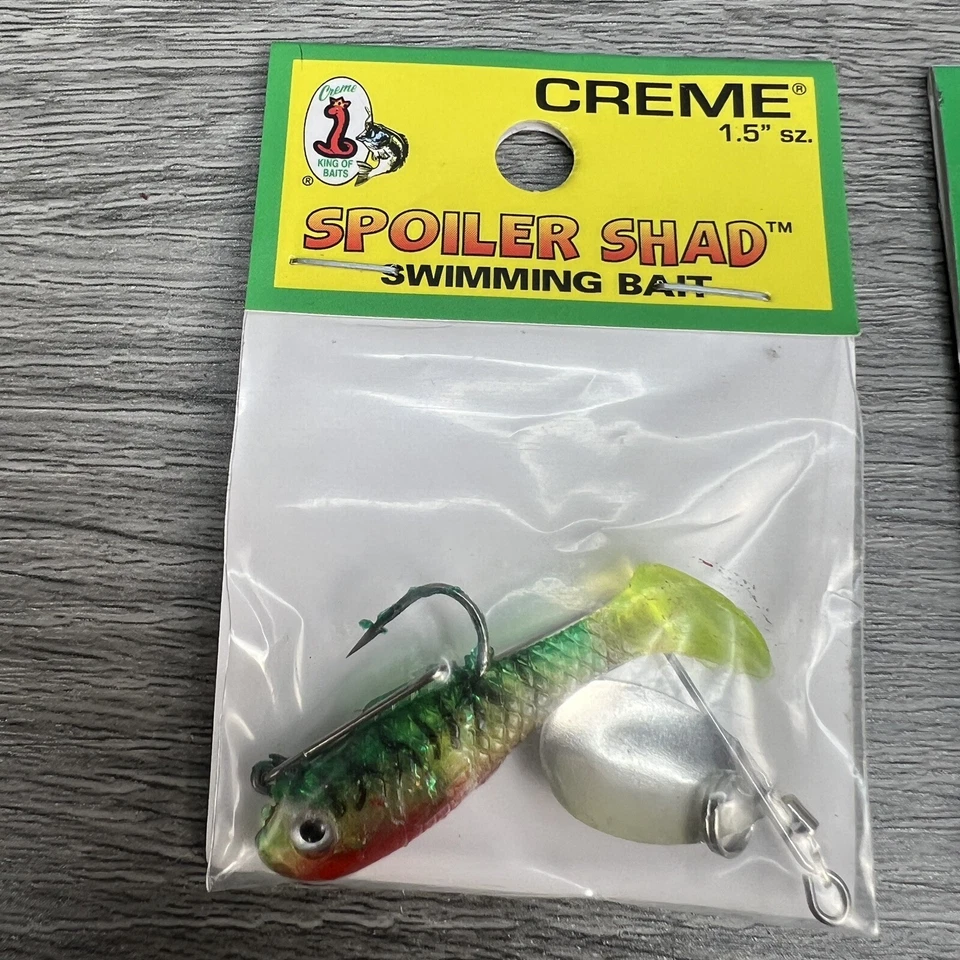 CREME®
1.5" sz.
Creme
KING OF
BAITS
®
SPOILER SHAD™
SWIMMING BAIT